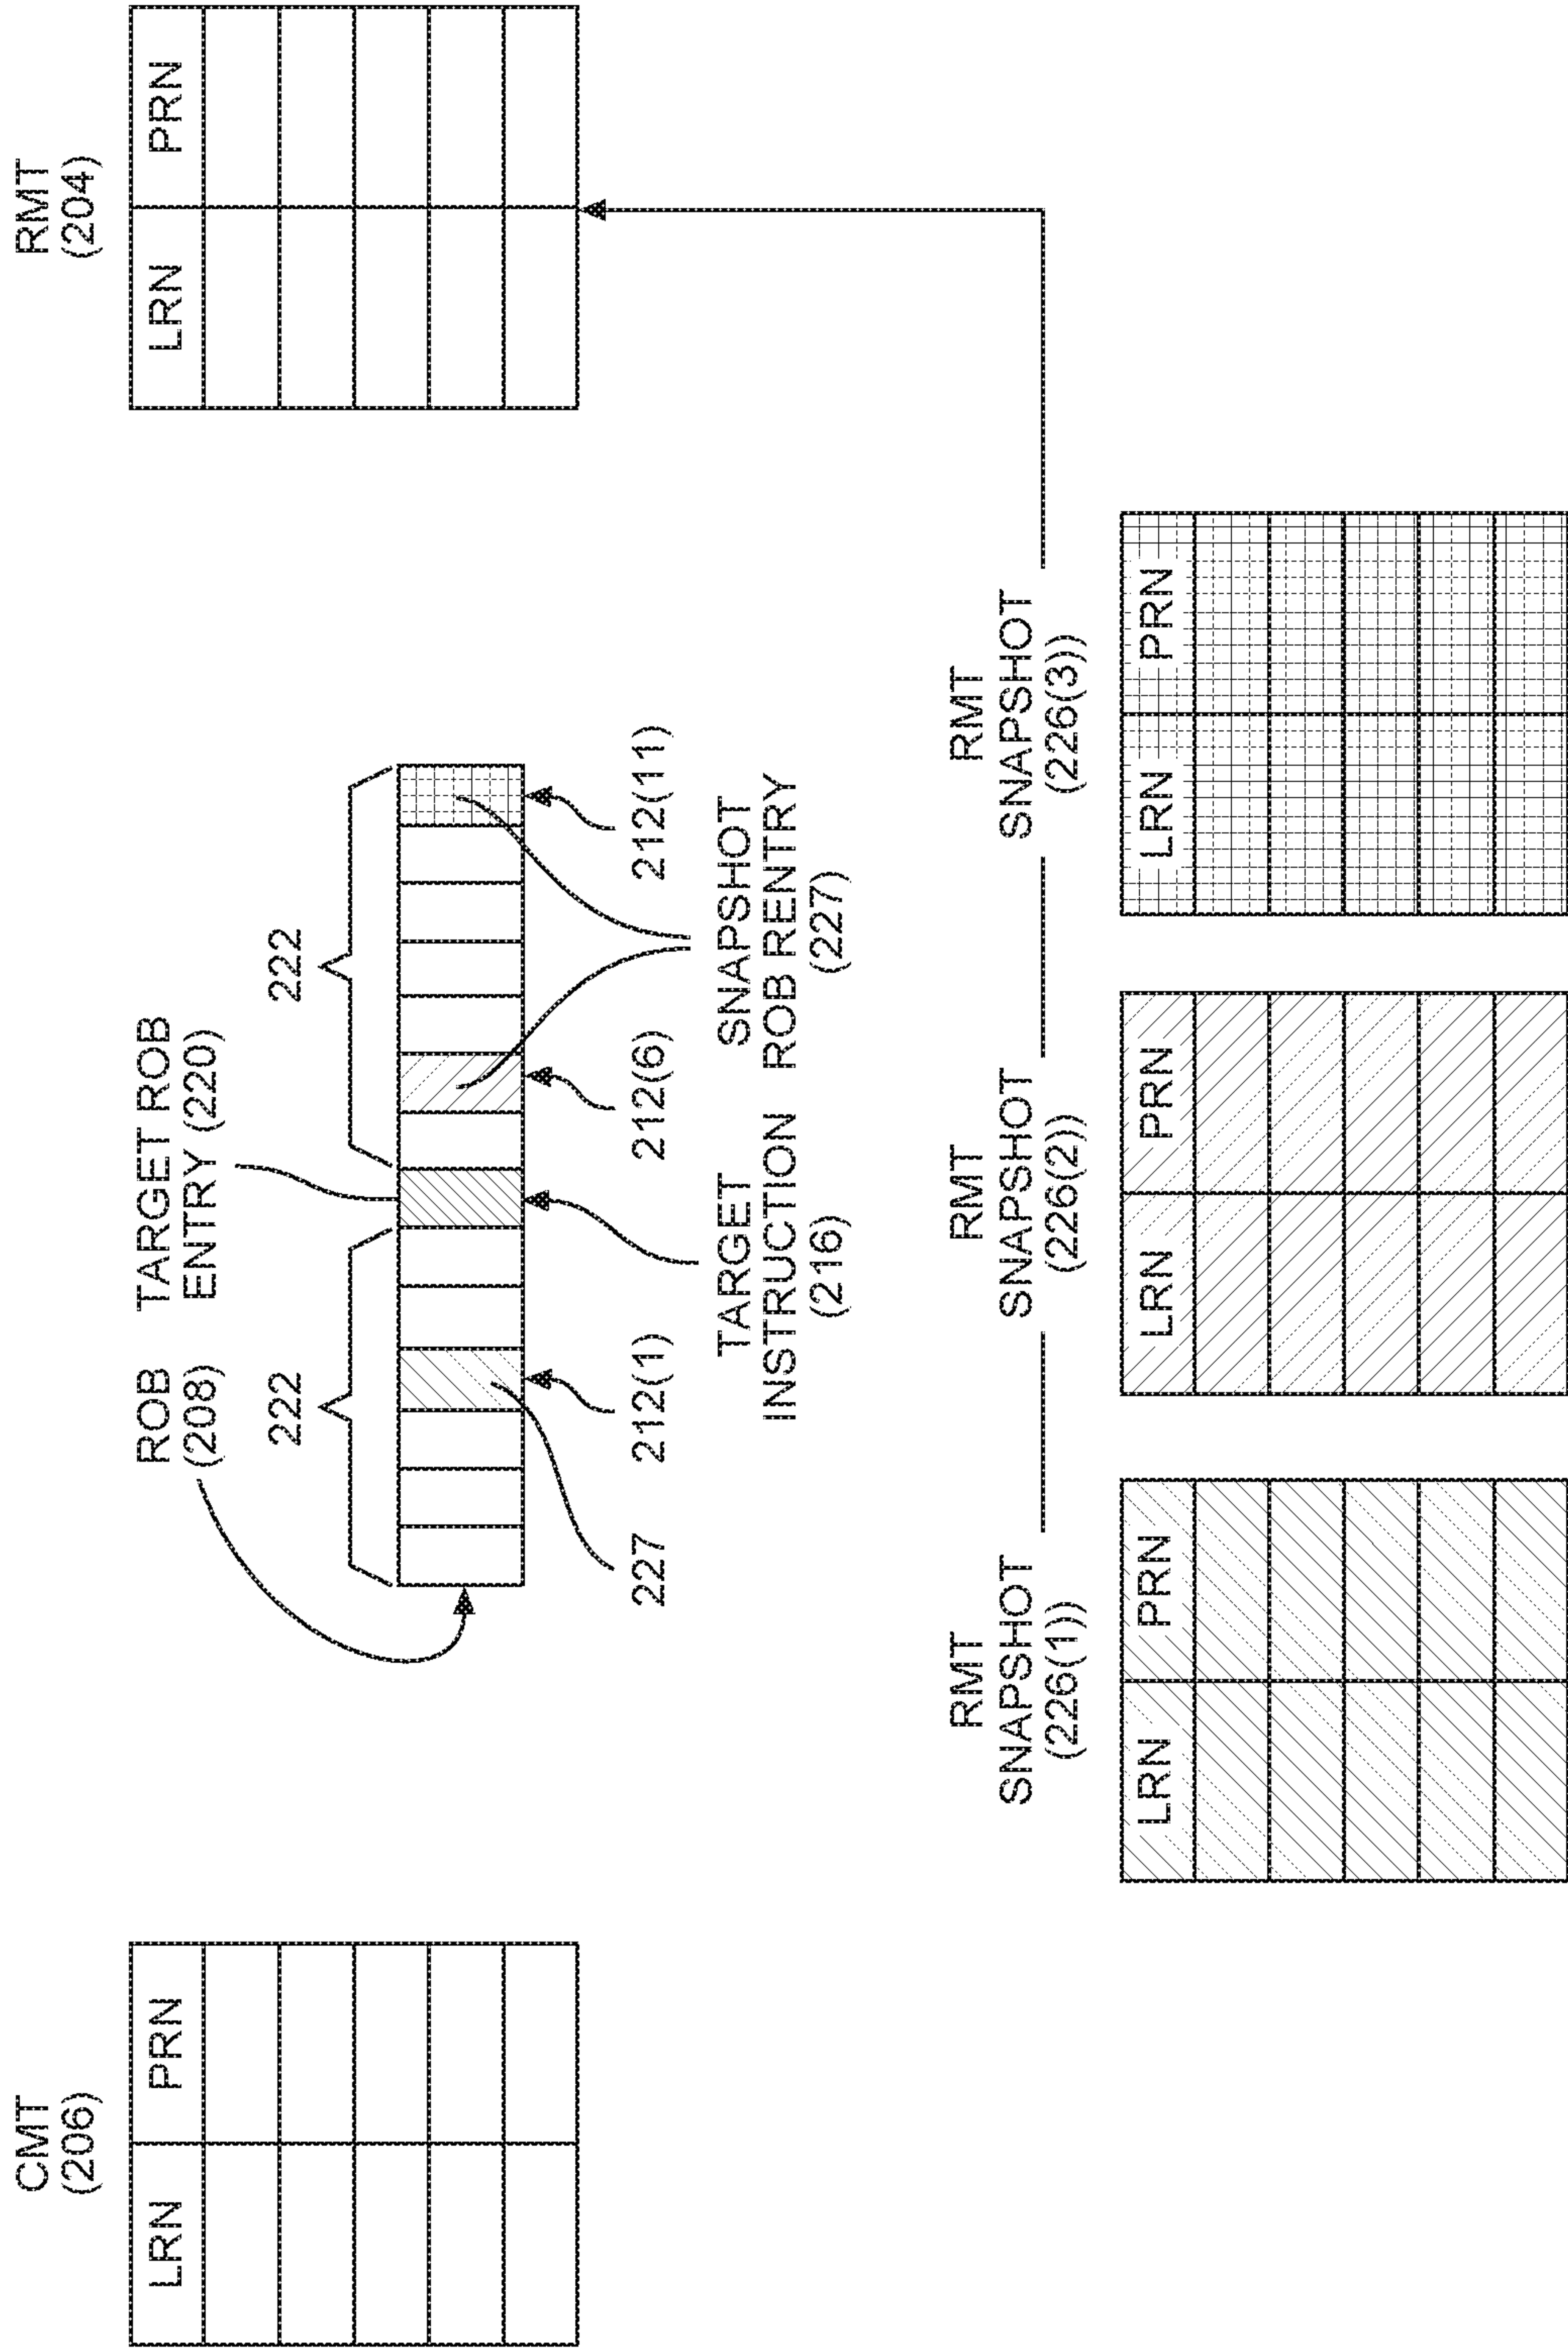 CMT
(206)
LRN PRN
ROB
(208)
TARGET ROB
ENTRY (220)
222
222
227
212(1)
212(6)
212(11)
TARGET
INSTRUCTION
(216)
SNAPSHOT
ROB RENTRY
(227)
RMT
(204)
LRN PRN
RMT
SNAPSHOT
(226(1))
LRN PRN
RMT
SNAPSHOT
(226(2))
LRN PRN
RMT
SNAPSHOT
(226(3))
LRN PRN